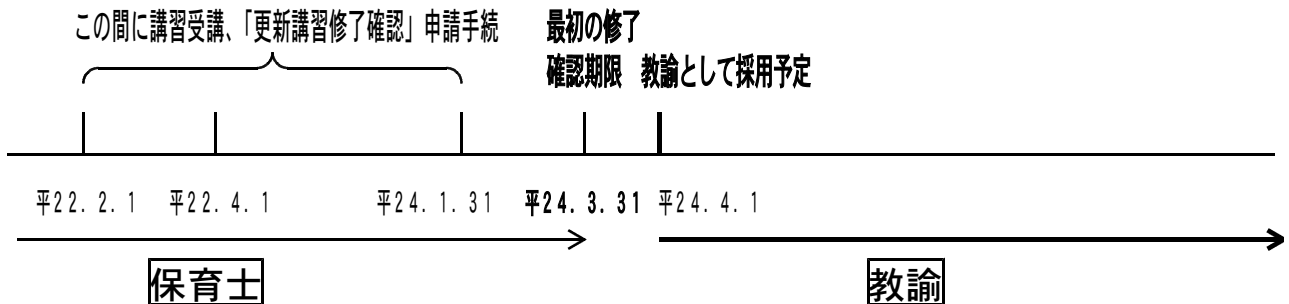 この間に講習受講、「更新講習修了確認」申請手続
最初の修了
確認期限 教諭として採用予定
平22.2.1 平22.4.1 平24.1.31 平24.3.31 平24.4.1
保育士 教諭